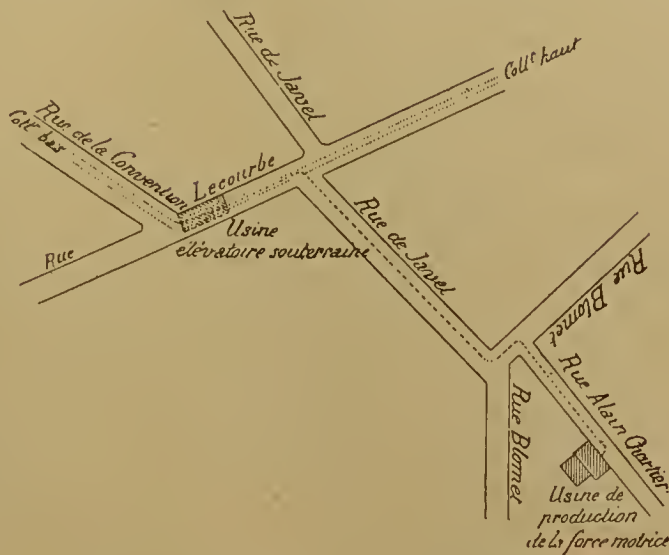 Rue de Javel
Coll.r haut
Rue de la Convention
Coll.r bas
Lecourbe
Usine
élévatoire souterraine
Rue
Rue de Javel
Rue Blomet
Rue Alain Chartier
Rue Blomet
Usine de
production
de la force motrice